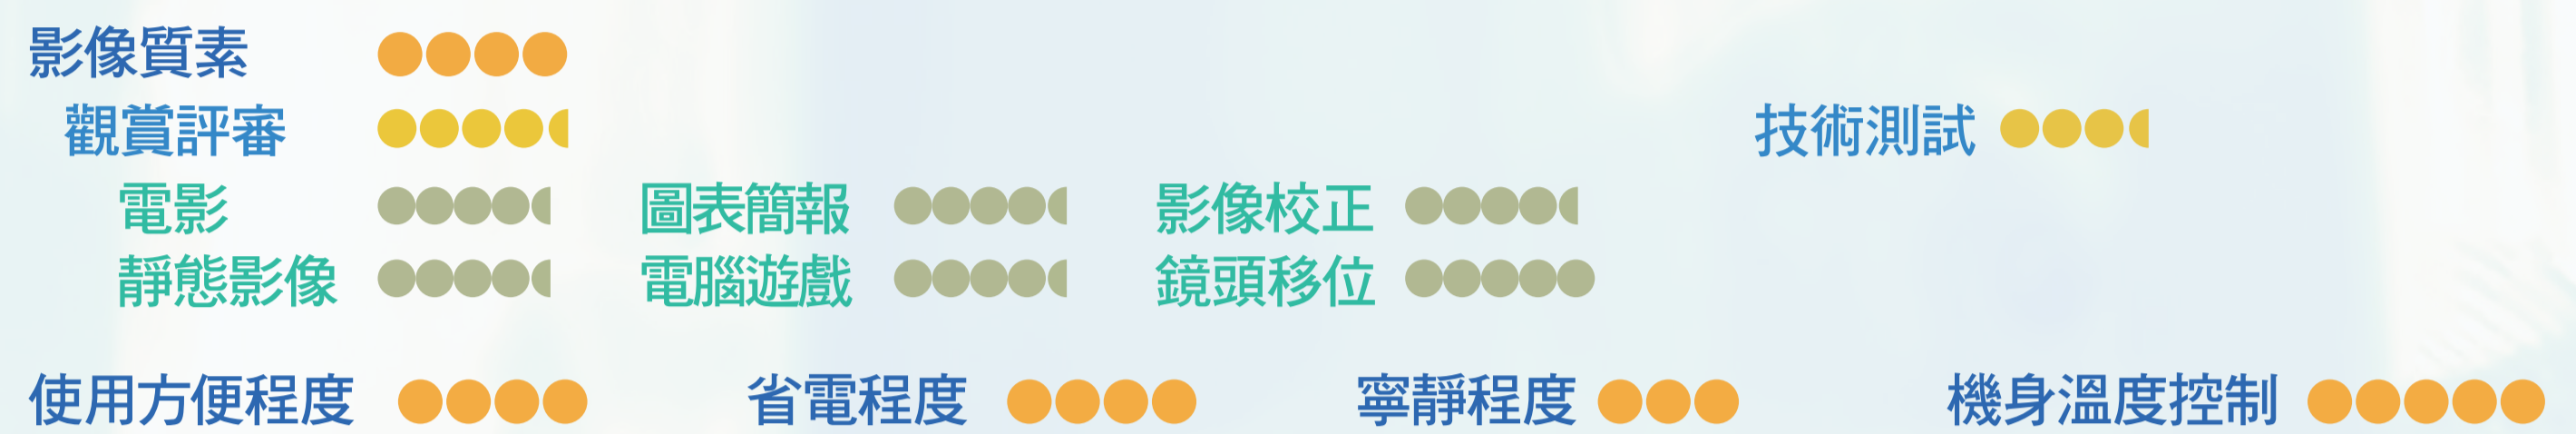 影像質素
觀賞評審 技術測試
電影 圖表簡報 影像校正
靜態影像 電腦遊戲 鏡頭移位
使用方便程度 省電程度 寧靜程度 機身溫度控制